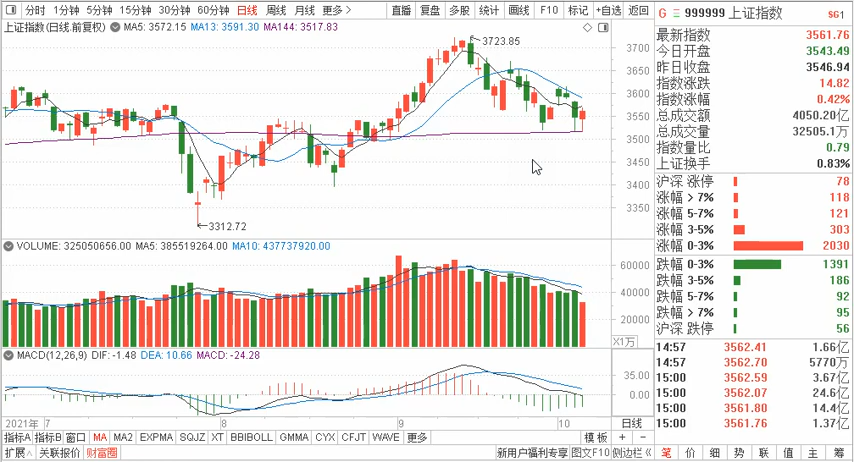 分时 1分钟 5分钟 15分钟 30分钟 60分钟 日线 周线 月线 更多 > 直播 复盘 多股 统计 画线 F10 标记 +自选 返回
G 999999 上证指数 SG1
上证指数(日线.前复权) MA5: 3572.15 MA13: 3591.30 MA144: 3517.83
3723.85
3312.72
3700
3650
3600
3550
3500
3450
3400
3350
VOLUME: 325050656.00 MA5: 385519264.00 MA10: 437737920.00
60000
40000
20000
X1万
MACD(12,26,9) DIF: -1.48 DEA: 10.66 MACD: -24.28
35.00
0.00
2021年 7 8 9 10 日线
指标A 指标B 窗口 MA MA2 EXPMA SQJZ XT BBIBOLL GMMA CYX CFJT WAVE 更多 模板 + −
扩展∧ 关联报价 财富圈 新用户福利专享 图文F10 侧边栏《
最新指数 3561.76
今日开盘 3543.49
昨日收盘 3546.94
指数涨跌 14.82
指数涨幅 0.42%
总成交额 4050.20亿
总成交量 32505.1万
指数量比 0.79
上证换手 0.83%
沪深 涨停 78
涨幅 > 7% 118
涨幅 5-7% 121
涨幅 3-5% 303
涨幅 0-3% 2030
跌幅 0-3% 1391
跌幅 3-5% 186
跌幅 5-7% 92
跌幅 > 7% 95
沪深 跌停 56
14:57 3562.41 1.66亿
14:57 3562.70 5770万
15:00 3562.59 3.67亿
15:00 3562.07 24.6亿
15:00 3561.80 14.4亿
15:00 3561.76 1.37亿
笔 价 细 势 联 值 主 筹